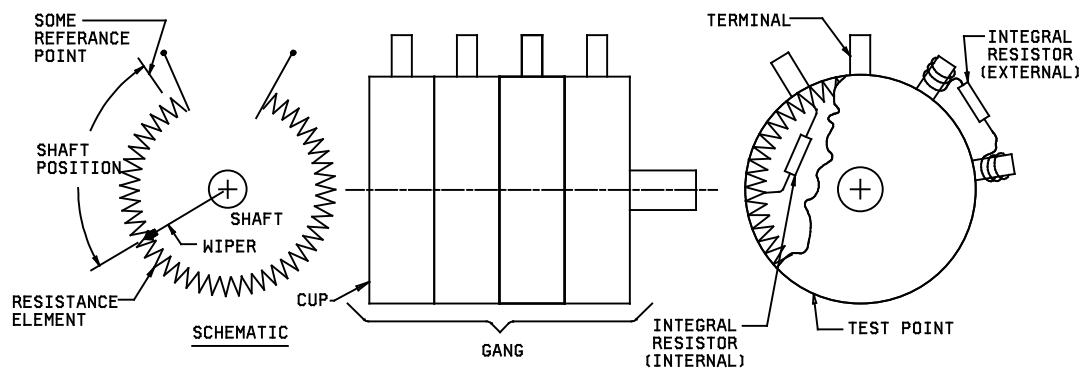 SOME
REFERANCE
POINT
SHAFT
POSITION
SHAFT
WIPER
RESISTANCE
ELEMENT
SCHEMATIC
CUP
GANG
TERMINAL
INTEGRAL
RESISTOR
(EXTERNAL)
INTEGRAL
RESISTOR
(INTERNAL)
TEST POINT